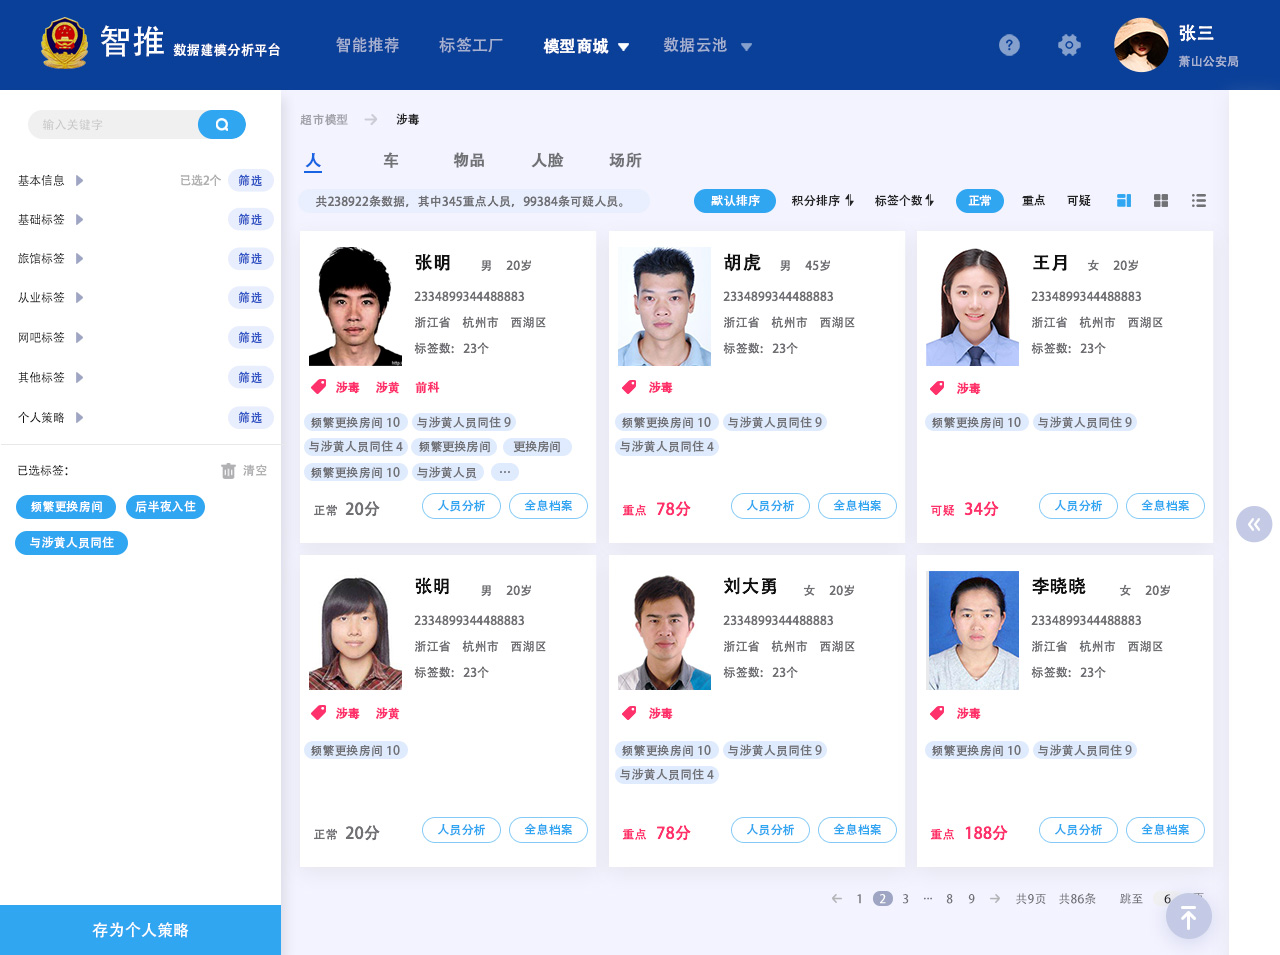 智推 数据建模分析平台 智能推荐 标签工厂 模型商城 数据云池 ? 张三
萧山公安局
输入关键字
基本信息 已选2个 筛选
基础标签 筛选
旅馆标签 筛选
从业标签 筛选
网吧标签 筛选
其他标签 筛选
个人策略 筛选
已选标签： 清空
频繁更换房间 后半夜入住
与涉黄人员同住
存为个人策略
超市模型 涉毒
人 车 物品 人脸 场所
共238922条数据，其中345重点人员，99384条可疑人员。 默认排序 积分排序 标签个数 正常 重点 可疑
张明 男 20岁
2334899344488883
浙江省 杭州市 西湖区
标签数：23个
涉毒 涉黄 前科
频繁更换房间 10 与涉黄人员同住 9
与涉黄人员同住 4 频繁更换房间 更换房间
频繁更换房间 10 与涉黄人员 ···
正常 20分 人员分析 全息档案
胡虎 男 45岁
2334899344488883
浙江省 杭州市 西湖区
标签数：23个
涉毒
频繁更换房间 10 与涉黄人员同住 9
与涉黄人员同住 4
重点 78分 人员分析 全息档案
王月 女 20岁
2334899344488883
浙江省 杭州市 西湖区
标签数：23个
涉毒
频繁更换房间 10 与涉黄人员同住 9
可疑 34分 人员分析 全息档案
张明 男 20岁
2334899344488883
浙江省 杭州市 西湖区
标签数：23个
涉毒 涉黄
频繁更换房间 10
正常 20分 人员分析 全息档案
刘大勇 女 20岁
2334899344488883
浙江省 杭州市 西湖区
标签数：23个
涉毒
频繁更换房间 10 与涉黄人员同住 9
与涉黄人员同住 4
重点 78分 人员分析 全息档案
李晓晓 女 20岁
2334899344488883
浙江省 杭州市 西湖区
标签数：23个
涉毒
频繁更换房间 10 与涉黄人员同住 9
重点 188分 人员分析 全息档案
1 2 3 ··· 8 9 共9页 共86条 跳至 6